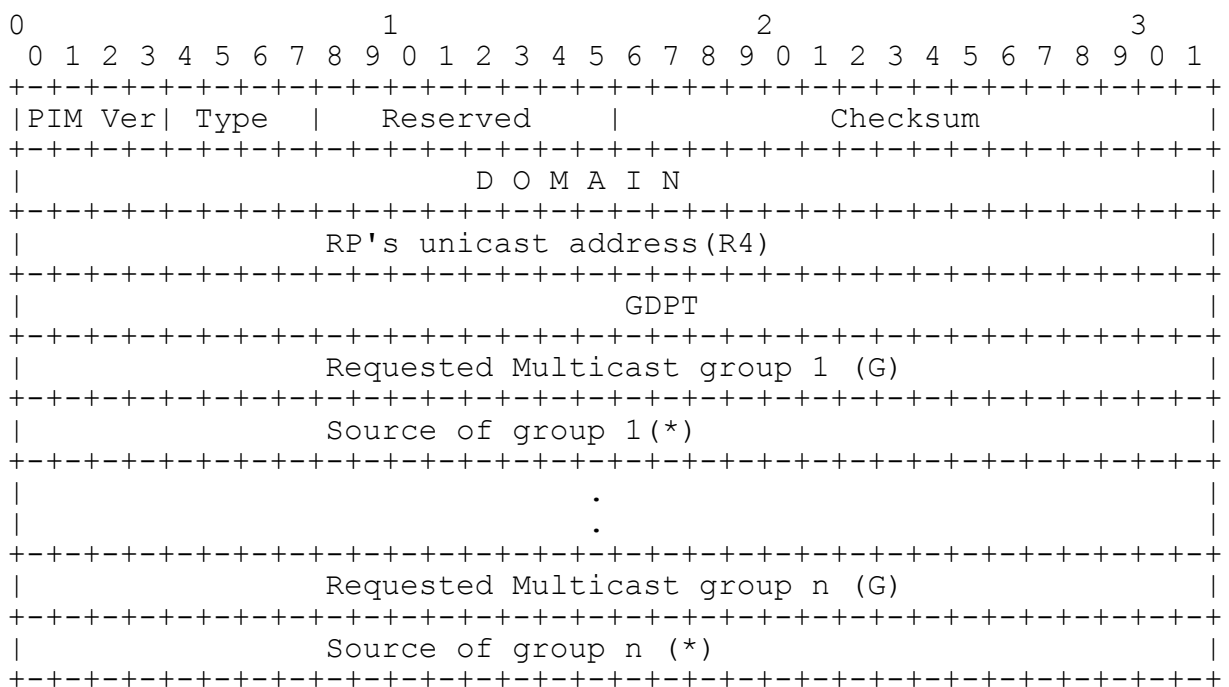 0                   1                   2                   3
 0 1 2 3 4 5 6 7 8 9 0 1 2 3 4 5 6 7 8 9 0 1 2 3 4 5 6 7 8 9 0 1
+-+-+-+-+-+-+-+-+-+-+-+-+-+-+-+-+-+-+-+-+-+-+-+-+-+-+-+-+-+-+-+-+
|PIM Ver| Type  |   Reserved    |           Checksum            |
+-+-+-+-+-+-+-+-+-+-+-+-+-+-+-+-+-+-+-+-+-+-+-+-+-+-+-+-+-+-+-+-+
|                        D O M A I N                            |
+-+-+-+-+-+-+-+-+-+-+-+-+-+-+-+-+-+-+-+-+-+-+-+-+-+-+-+-+-+-+-+-+
|                RP's unicast address(R4)                       |
+-+-+-+-+-+-+-+-+-+-+-+-+-+-+-+-+-+-+-+-+-+-+-+-+-+-+-+-+-+-+-+-+
|                                GDPT                           |
+-+-+-+-+-+-+-+-+-+-+-+-+-+-+-+-+-+-+-+-+-+-+-+-+-+-+-+-+-+-+-+-+
|                Requested Multicast group 1 (G)                |
+-+-+-+-+-+-+-+-+-+-+-+-+-+-+-+-+-+-+-+-+-+-+-+-+-+-+-+-+-+-+-+-+
|                Source of group 1(*)                           |
+-+-+-+-+-+-+-+-+-+-+-+-+-+-+-+-+-+-+-+-+-+-+-+-+-+-+-+-+-+-+-+-+
|                              .                                |
|                              .                                |
+-+-+-+-+-+-+-+-+-+-+-+-+-+-+-+-+-+-+-+-+-+-+-+-+-+-+-+-+-+-+-+-+
|                Requested Multicast group n (G)                |
+-+-+-+-+-+-+-+-+-+-+-+-+-+-+-+-+-+-+-+-+-+-+-+-+-+-+-+-+-+-+-+-+
|                Source of group n (*)                          |
+-+-+-+-+-+-+-+-+-+-+-+-+-+-+-+-+-+-+-+-+-+-+-+-+-+-+-+-+-+-+-+-+